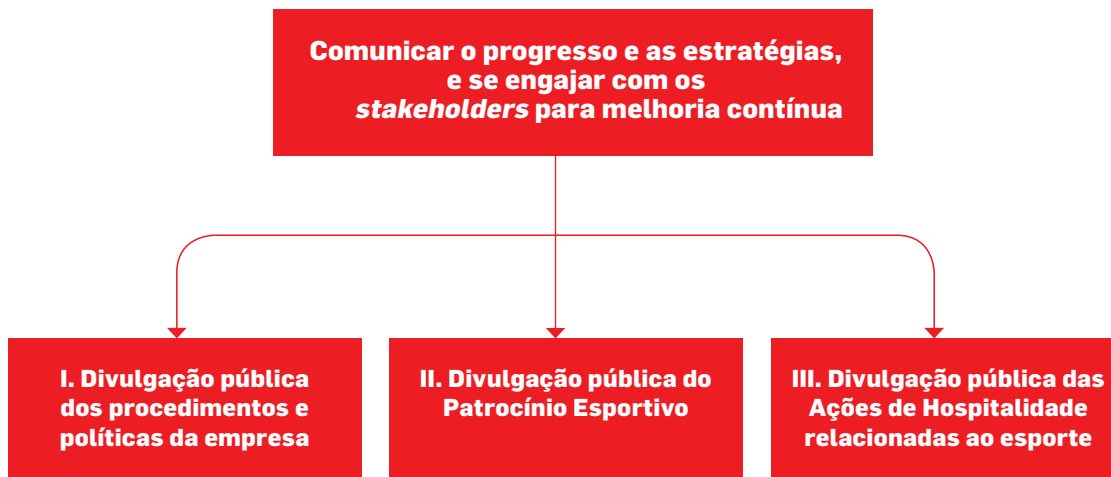 Comunicar o progresso e as estratégias,
e se engajar com os
stakeholders para melhoria contínua
I. Divulgação pública
dos procedimentos e
políticas da empresa
II. Divulgação pública do
Patrocínio Esportivo
III. Divulgação pública das
Ações de Hospitalidade
relacionadas ao esporte